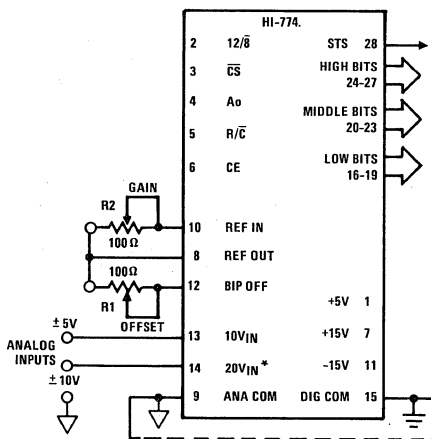 HI-774.
2 12/8̅ STS 28
3 C̅S̅ HIGH BITS 24-27
4 Ao MIDDLE BITS 20-23
5 R/C̅
6 CE LOW BITS 16-19
GAIN
R2
100Ω
10 REF IN
8 REF OUT
100Ω
12 BIP OFF
R1
OFFSET
+5V 1
±5V
13 10VIN +15V 7
ANALOG INPUTS
14 20VIN* -15V 11
±10V
9 ANA COM DIG COM 15